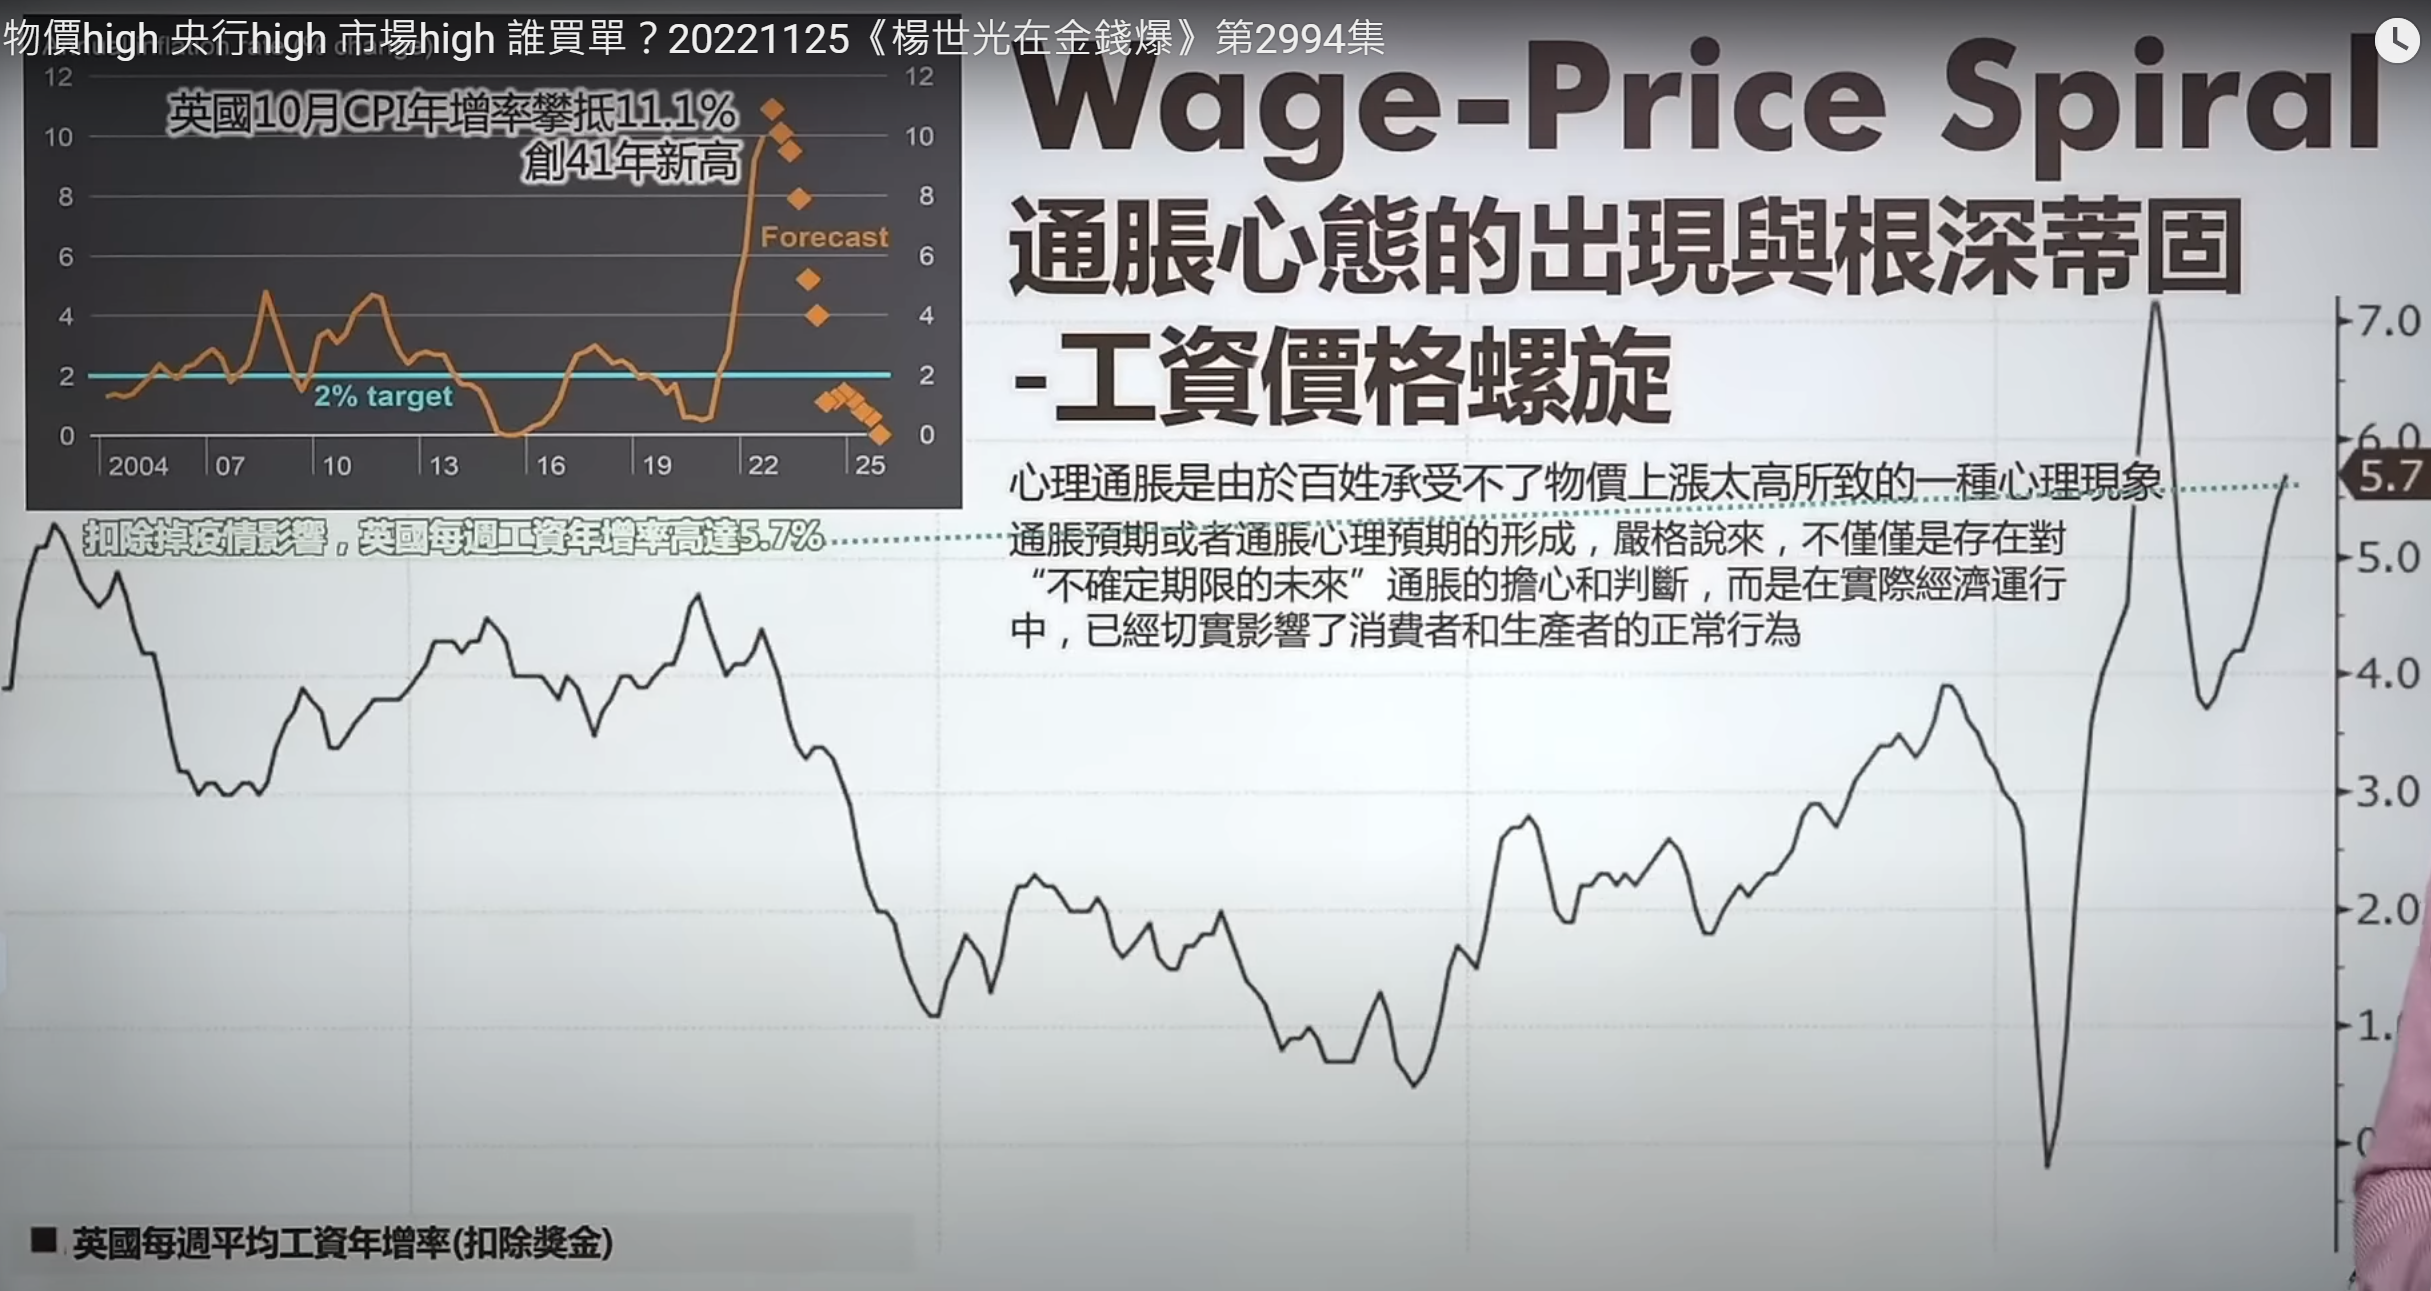 物價high 央行high 市場high 誰買單？20221125《楊世光在金錢爆》第2994集
Wage-Price Spiral
通脹心態的出現與根深蒂固
-工資價格螺旋
心理通脹是由於百姓承受不了物價上漲太高所致的一種心理現象
通脹預期或者通脹心理預期的形成，嚴格說來，不僅僅是存在對
“不確定期限的未來”通脹的擔心和判斷，而是在實際經濟運行
中，已經切實影響了消費者和生產者的正常行為
英國10月CPI年增率攀抵11.1%
創41年新高
12 12
10 10
8 8
Forecast
6 6
4 4
2 2
2% target
0 0
2004 07 10 13 16 19 22 25
扣除掉疫情影響，英國每週工資年增率高達5.7%
7.0
6.0
5.7
5.0
4.0
3.0
2.0
1.
0
英國每週平均工資年增率(扣除獎金)